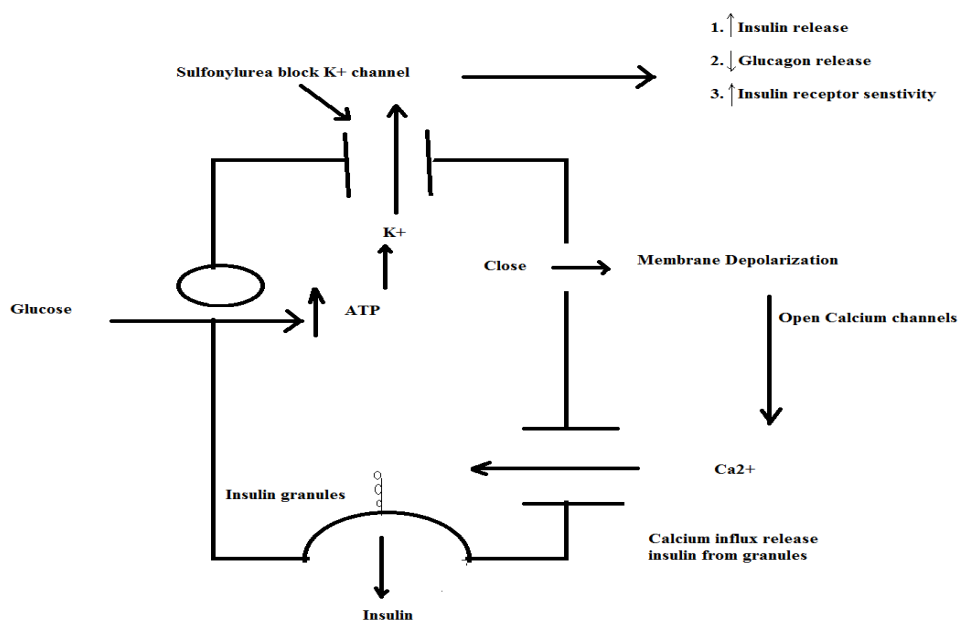 1. ↑ Insulin release
2. ↓ Glucagon release
3. ↑ Insulin receptor senstivity
Sulfonylurea block K+ channel
K+
Close
Membrane Depolarization
Glucose
ATP
Open Calcium channels
Ca2+
Insulin granules
Calcium influx release
insulin from granules
Insulin